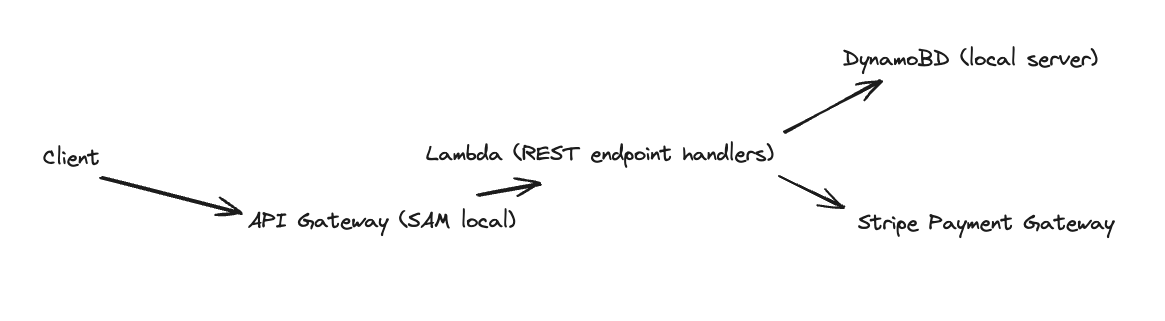 DynamoBD (local server)
Client
Lambda (REST endpoint handlers)
API Gateway (SAM local)
Stripe Payment Gateway